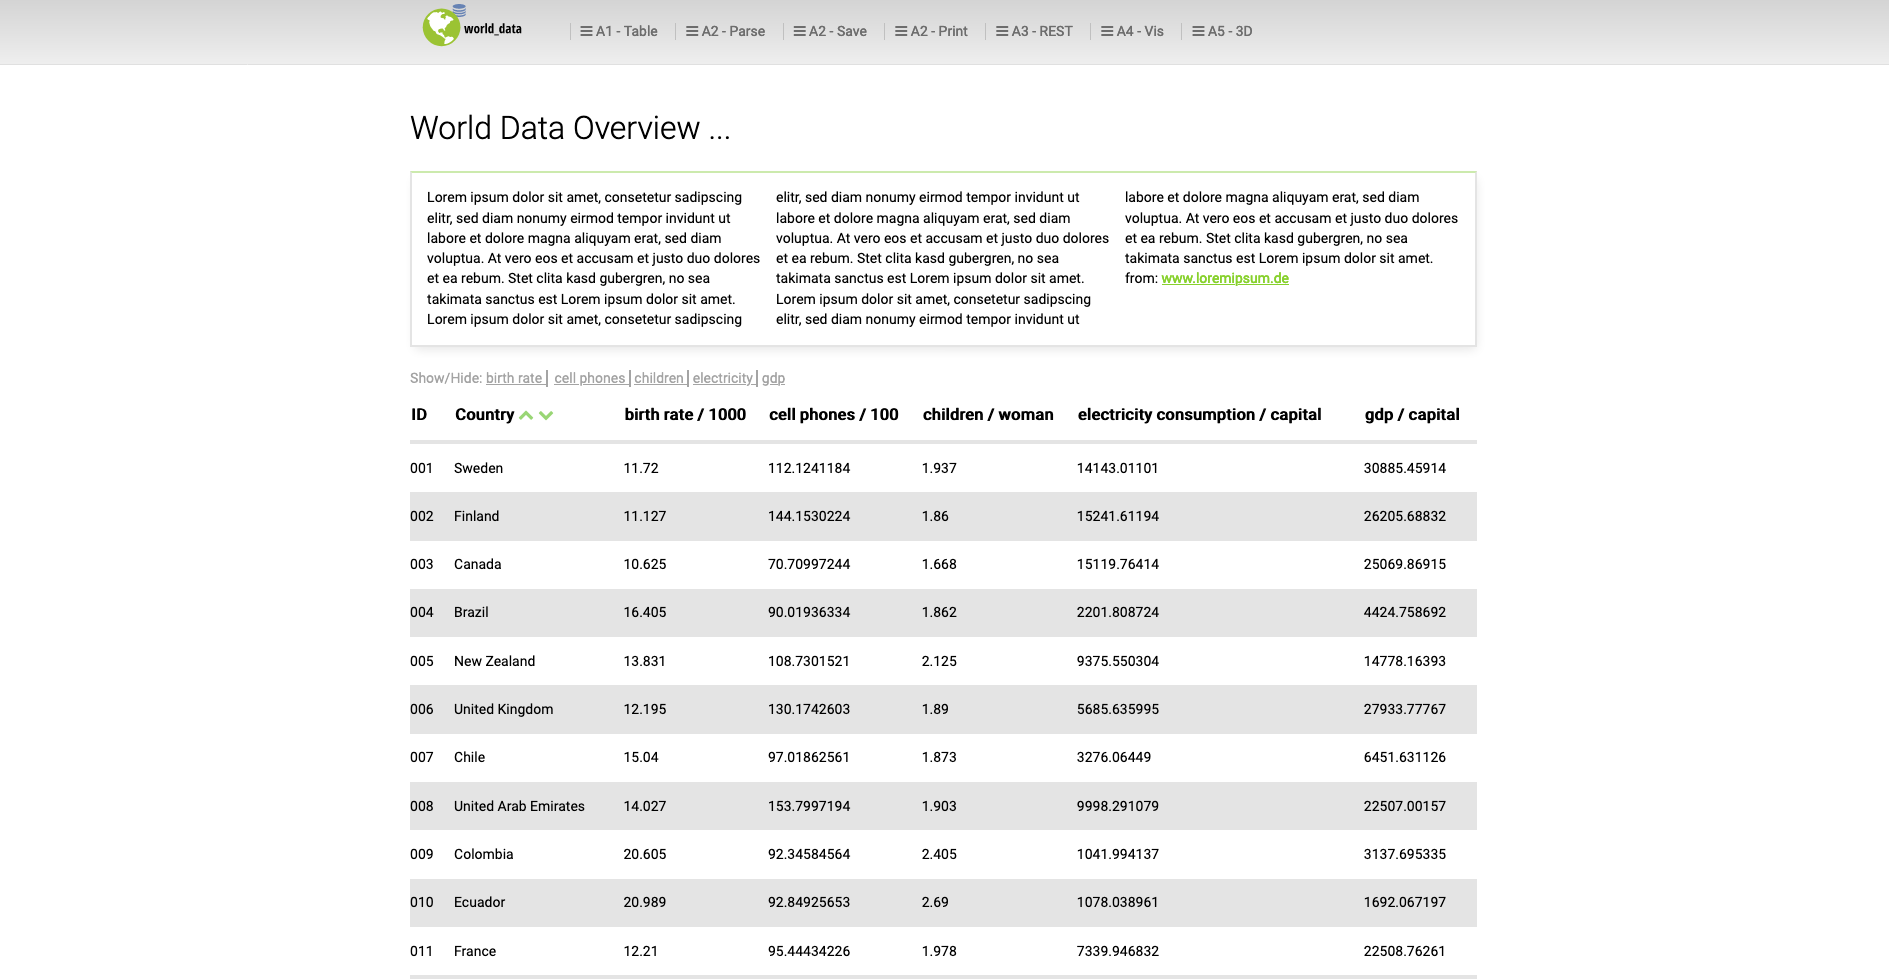 world_data
A1 - Table
A2 - Parse
A2 - Save
A2 - Print
A3 - REST
A4 - Vis
A5 - 3D
World Data Overview ...
Lorem ipsum dolor sit amet, consetetur sadipscing
elitr, sed diam nonumy eirmod tempor invidunt ut
labore et dolore magna aliquyam erat, sed diam
voluptua. At vero eos et accusam et justo duo dolores
et ea rebum. Stet clita kasd gubergren, no sea
takimata sanctus est Lorem ipsum dolor sit amet.
Lorem ipsum dolor sit amet, consetetur sadipscing
elitr, sed diam nonumy eirmod tempor invidunt ut
labore et dolore magna aliquyam erat, sed diam
voluptua. At vero eos et accusam et justo duo dolores
et ea rebum. Stet clita kasd gubergren, no sea
takimata sanctus est Lorem ipsum dolor sit amet.
Lorem ipsum dolor sit amet, consetetur sadipscing
elitr, sed diam nonumy eirmod tempor invidunt ut
labore et dolore magna aliquyam erat, sed diam
voluptua. At vero eos et accusam et justo duo dolores
et ea rebum. Stet clita kasd gubergren, no sea
takimata sanctus est Lorem ipsum dolor sit amet.
from: www.loremipsum.de
Show/Hide: birth rate | cell phones | children | electricity | gdp
ID Country birth rate / 1000 cell phones / 100 children / woman electricity consumption / capital gdp / capital
001 Sweden 11.72 112.1241184 1.937 14143.01101 30885.45914
002 Finland 11.127 144.1530224 1.86 15241.61194 26205.68832
003 Canada 10.625 70.70997244 1.668 15119.76414 25069.86915
004 Brazil 16.405 90.01936334 1.862 2201.808724 4424.758692
005 New Zealand 13.831 108.7301521 2.125 9375.550304 14778.16393
006 United Kingdom 12.195 130.1742603 1.89 5685.635995 27933.77767
007 Chile 15.04 97.01862561 1.873 3276.06449 6451.631126
008 United Arab Emirates 14.027 153.7997194 1.903 9998.291079 22507.00157
009 Colombia 20.605 92.34584564 2.405 1041.994137 3137.695335
010 Ecuador 20.989 92.84925653 2.69 1078.038961 1692.067197
011 France 12.21 95.44434226 1.978 7339.946832 22508.76261